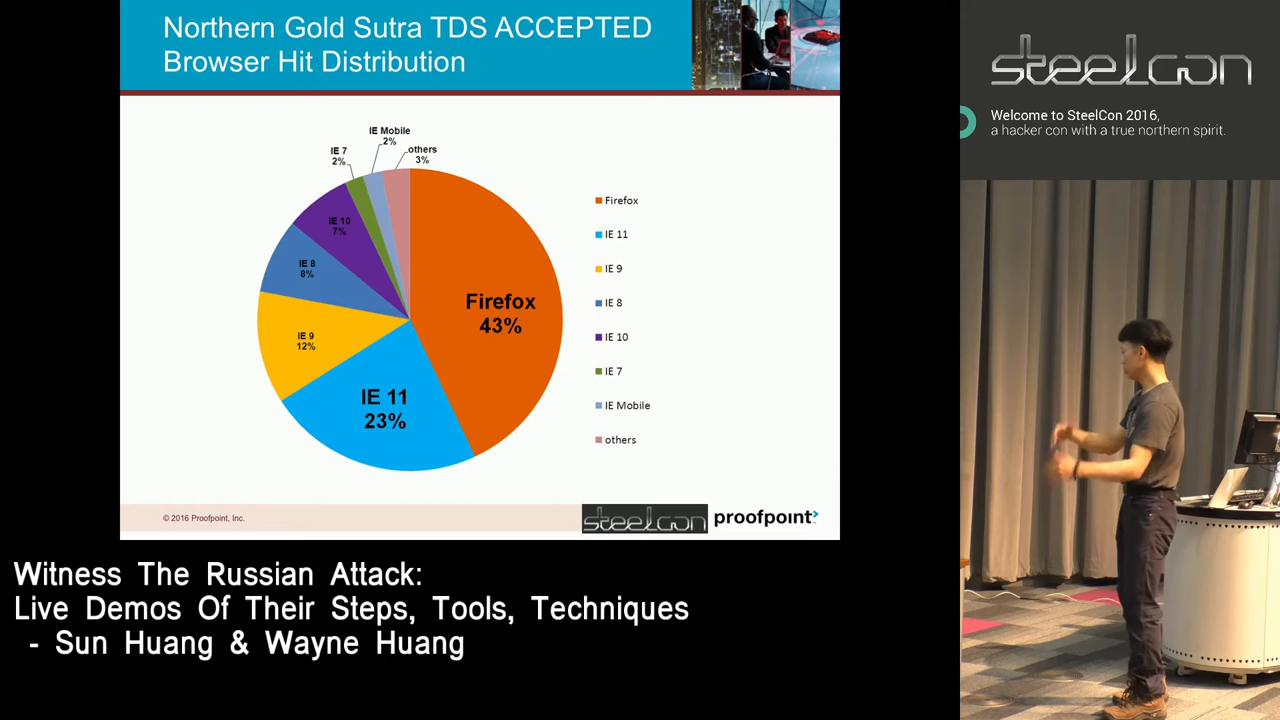 Northern Gold Sutra TDS ACCEPTED
Browser Hit Distribution
steelcon
Welcome to SteelCon 2016,
a hacker con with a true northern spirit.
IE Mobile
2%
IE 7
2%
others
3%
IE 10
7%
IE 8
8%
IE 9
12%
IE 11
23%
Firefox
43%
Firefox
IE 11
IE 9
IE 8
IE 10
IE 7
IE Mobile
others
© 2016 Proofpoint, Inc.
steelcon
proofpoint
Witness The Russian Attack:
Live Demos Of Their Steps, Tools, Techniques
- Sun Huang & Wayne Huang